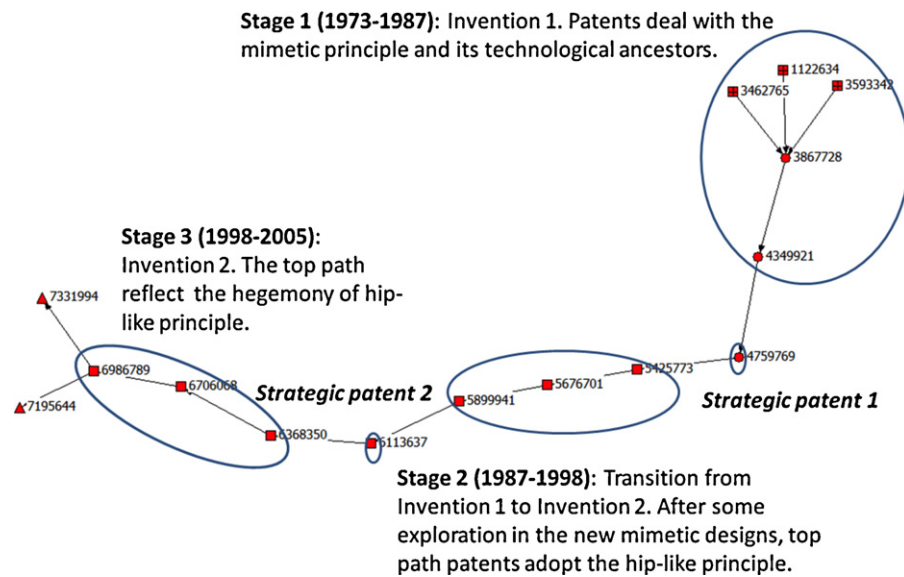 Stage 1 (1973-1987): Invention 1. Patents deal with the
mimetic principle and its technological ancestors.
1122634
3462765
3593342
3867728
4349921
Stage 3 (1998-2005):
Invention 2. The top path
reflect the hegemony of hip-
like principle.
7331994
6986789
6706068
7195644
6368350
Strategic patent 2
4759769
5425773
5676701
5899941
Strategic patent 1
6113637
Stage 2 (1987-1998): Transition from
Invention 1 to Invention 2. After some
exploration in the new mimetic designs, top
path patents adopt the hip-like principle.